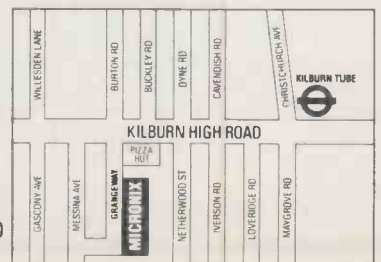 WILLESDEN LANE
BURTON RD
BUCKLEY RD
DYNE RD
CAVENDISH RD
CHRISTCHURCH AVE
KILBURN TUBE
KILBURN HIGH ROAD
PIZZA
HUT
GASCONY AVE
MESSINA AVE
GRANGEWAY
MICRONIX
NETHERWOOD ST
IVERSON RD
LOVERIDGE RD
MAYGROVE RD